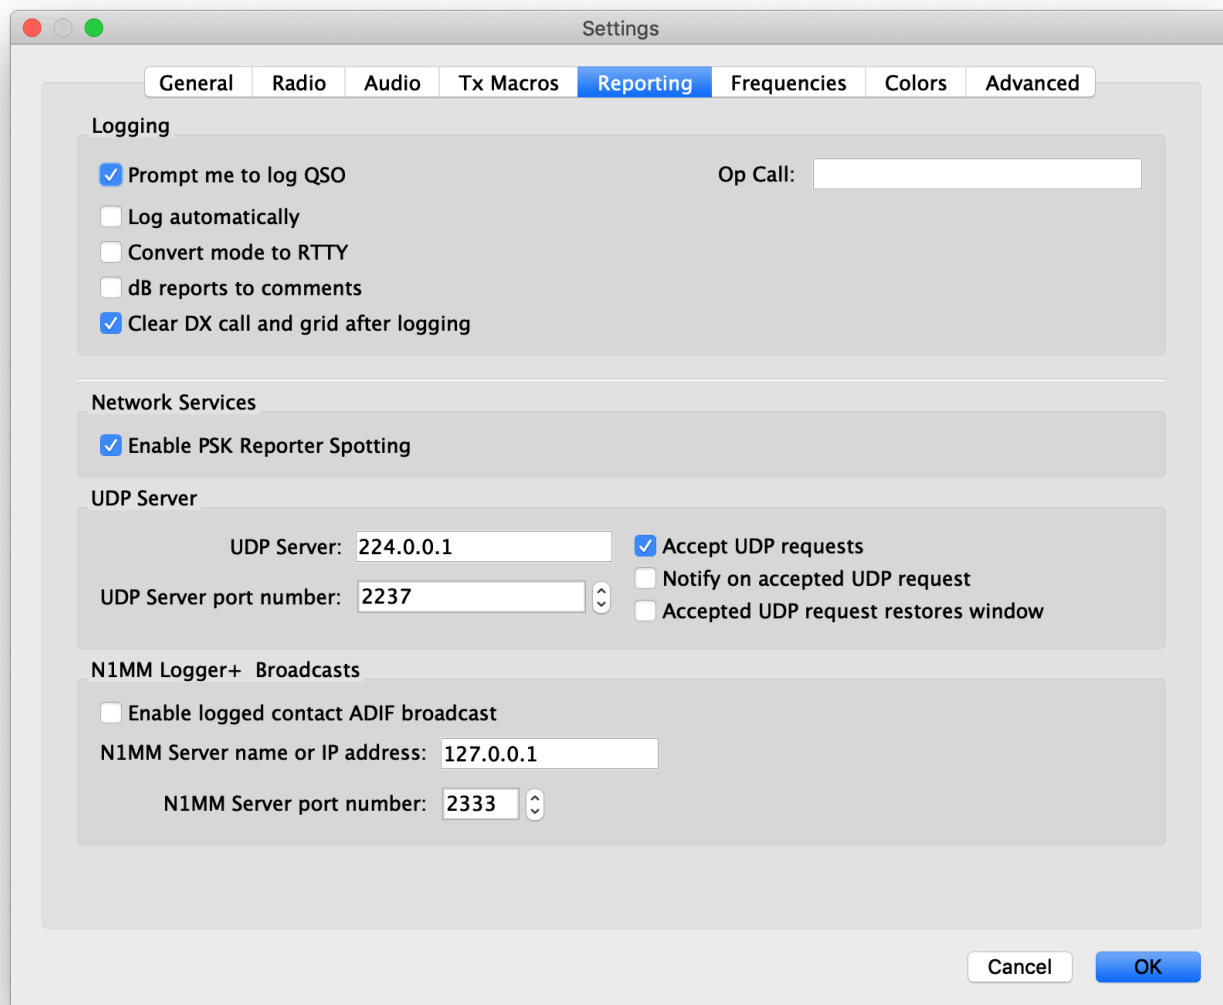 Settings
General Radio Audio Tx Macros Reporting Frequencies Colors Advanced
Logging
Prompt me to log QSO
Op Call:
Log automatically
Convert mode to RTTY
dB reports to comments
Clear DX call and grid after logging
Network Services
Enable PSK Reporter Spotting
UDP Server
UDP Server: 224.0.0.1
Accept UDP requests
Notify on accepted UDP request
UDP Server port number: 2237
Accepted UDP request restores window
N1MM Logger+ Broadcasts
Enable logged contact ADIF broadcast
N1MM Server name or IP address: 127.0.0.1
N1MM Server port number: 2333
Cancel OK